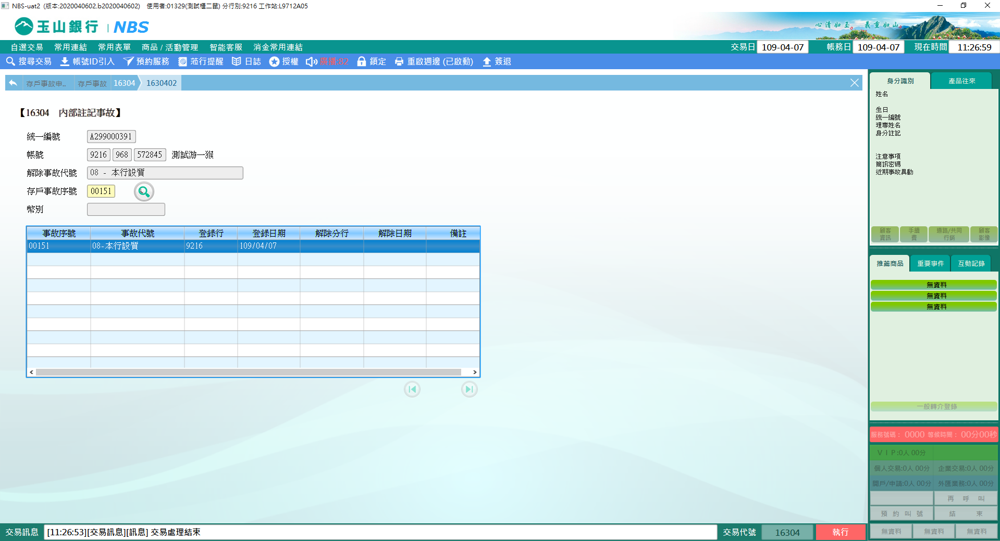 NBS-uat2 (版本:2020040602.b2020040602) 使用者:01329(測試櫃二鼠) 分行別:9216 工作站:L9712A05
玉山銀行 | NBS
心清如玉 義重如山
自選交易 常用連結 常用表單 商品 / 活動管理 智能客服 消金常用連結 交易日 109-04-07 帳務日 109-04-07 現在時間 11:26:59
搜尋交易 帳號ID引入 預約服務 蒞行提醒 日誌 授權 廣播:82 鎖定 重啟週邊 (已啟動) 簽退
存戶事故申.. 存戶事故 16304 1630402
【16304 內部註記事故】
統一編號 A299000391
帳號 9216 968 572845 測試游一猴
解除事故代號 08 - 本行設質
存戶事故序號 00151
幣別
事故序號 事故代號 登錄行 登錄日期 解除分行 解除日期 備註
00151 08-本行設質 9216 109/04/07
身分識別 產品往來
姓名
生日
統一編號
理專姓名
身分註記
注意事項
簡訊密碼
近期事故異動
顧客資訊 手續費 通路/共同行銷 顧客影像
推薦商品 重要事件 互動記錄
無資料
無資料
無資料
一般轉介登錄
服務號碼： 0000 等候時間： 00分00秒
ＶＩＰ:0人 00分
個人交易:0人 00分 企業交易:0人 00分
開戶/申請:0人 00分 外匯業務:0人 00分
再 呼 叫
預 約 叫 號 結 束
無資料 無資料 無資料
交易訊息 [11:26:53][交易訊息][訊息] 交易處理結束 交易代號 16304 執行